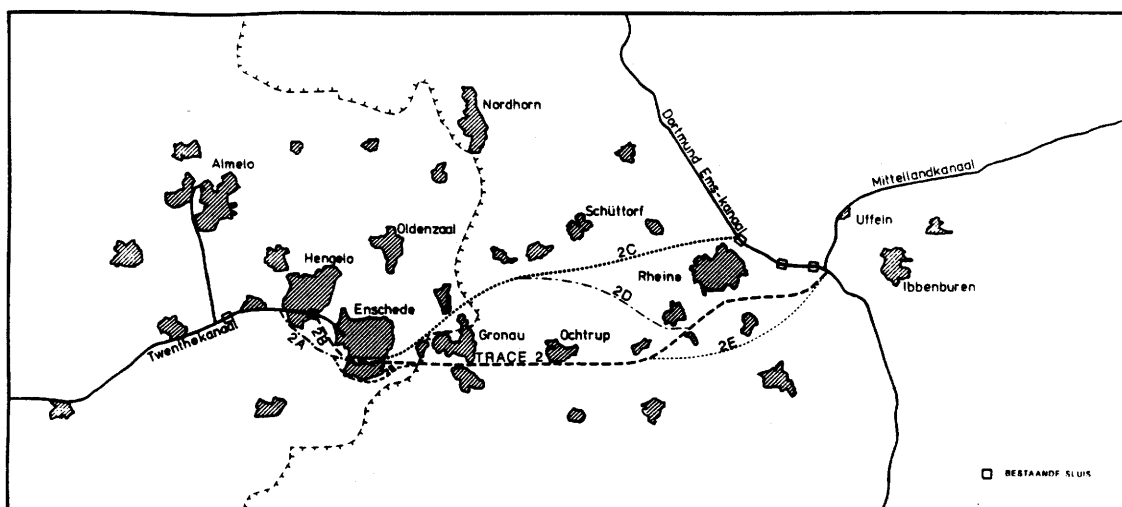 Nordhorn
Almelo
Dortmund Ems-kanaal
Mittellandkanaal
Schüttorf
Uffeln
Oldenzaal
2C
Hengelo
Rheine
Ibbenburen
2D
Enschede
2B
2A
Gronau
Ochtrup
Twenthekanaal
TRACE 2
2E
BESTAANDE SLUIS